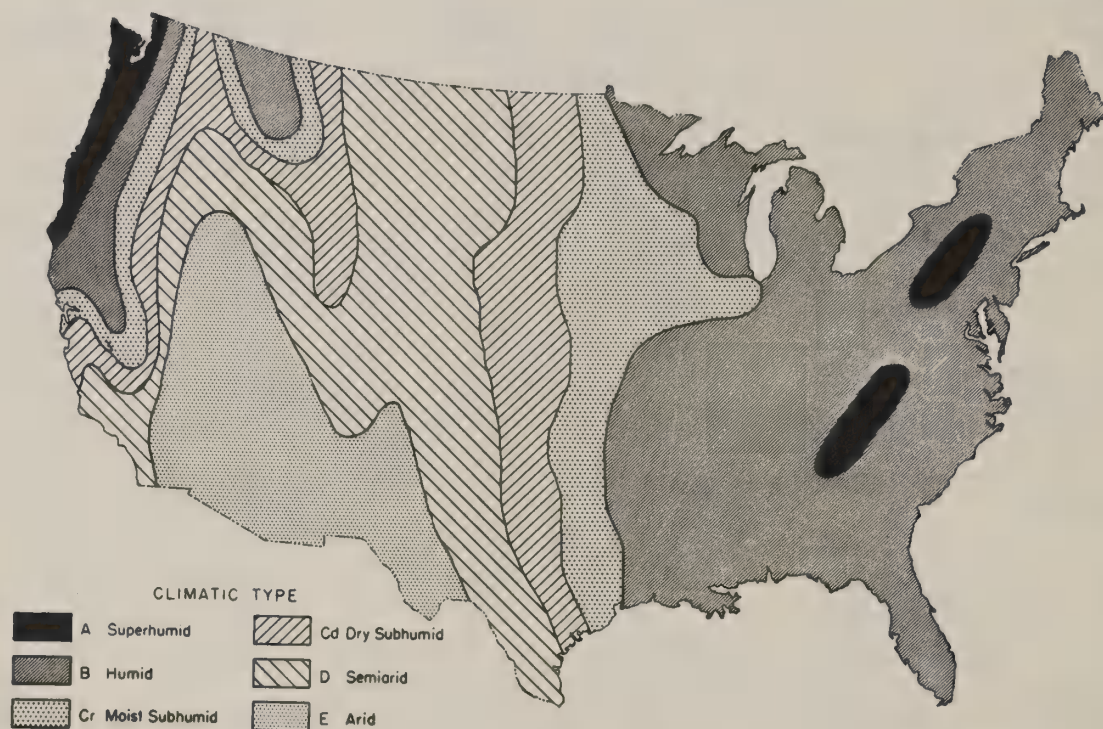 CLIMATIC TYPE
A Superhumid
B Humid
Cr Moist Subhumid
Cd Dry Subhumid
D Semiarid
E Arid